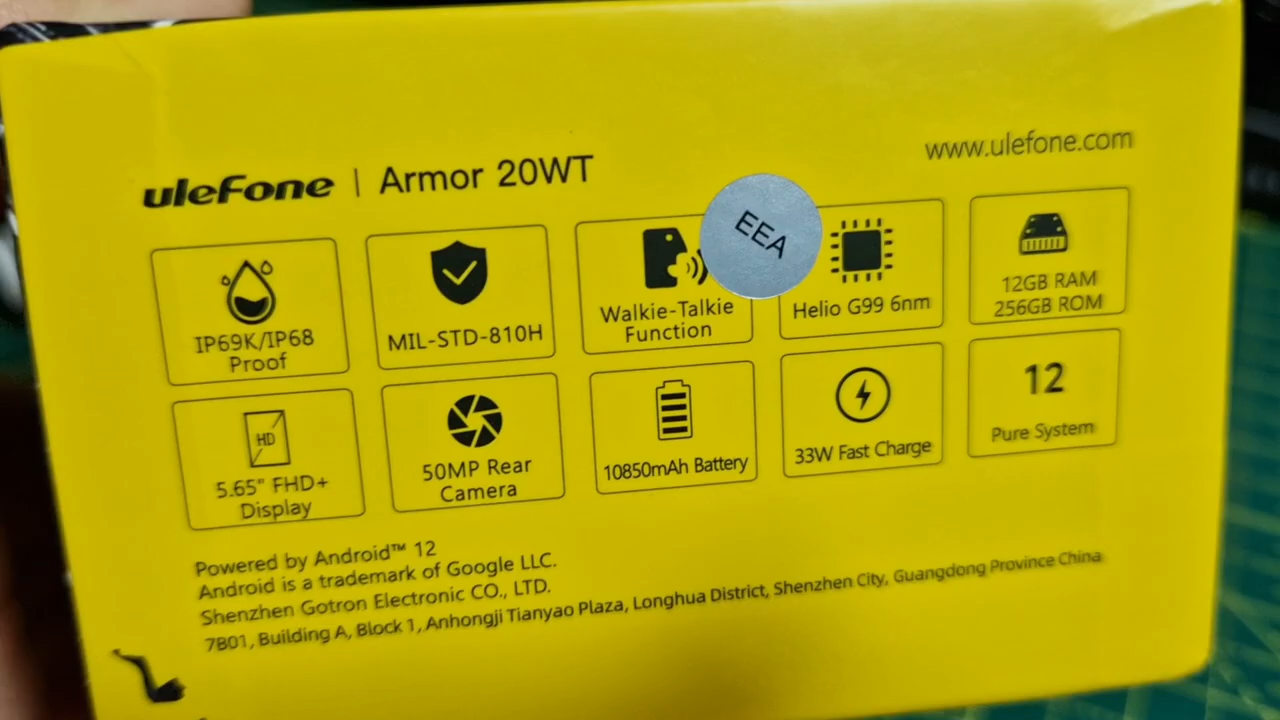 uleFone | Armor 20WT
www.ulefone.com
EEA
IP69K/IP68
Proof
MIL-STD-810H
Walkie-Talkie
Function
Helio G99 6nm
12GB RAM
256GB ROM
HD
5.65" FHD+
Display
50MP Rear
Camera
10850mAh Battery
33W Fast Charge
12
Pure System
Powered by Android™ 12
Android is a trademark of Google LLC.
Shenzhen Gotron Electronic CO., LTD.
7B01, Building A, Block 1, Anhongji Tianyao Plaza, Longhua District, Shenzhen City, Guangdong Province China